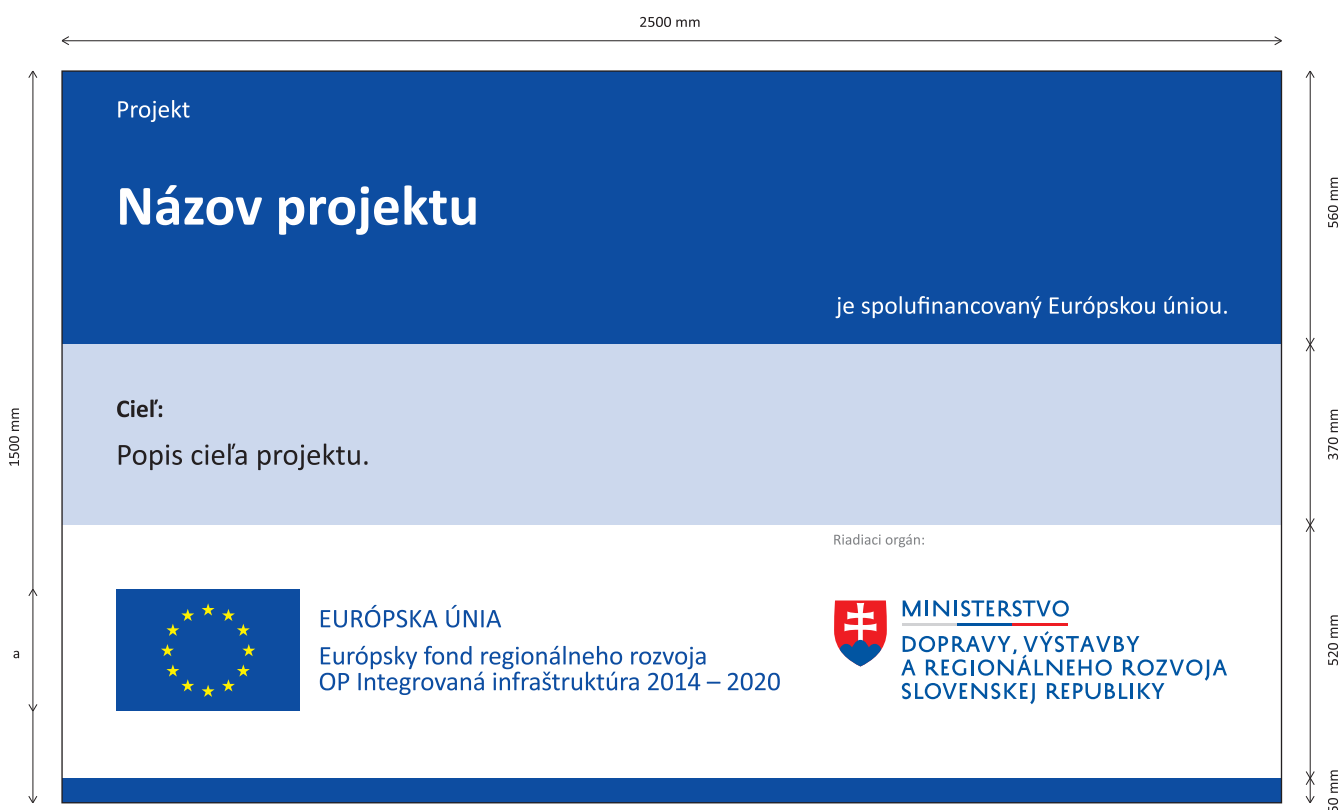 2500 mm
Projekt
Názov projektu
je spolufinancovaný Európskou úniou.
560 mm
Cieľ:
Popis cieľa projektu.
1500 mm
370 mm
Riadiaci orgán:
EURÓPSKA ÚNIA
Európsky fond regionálneho rozvoja
OP Integrovaná infraštruktúra 2014 – 2020
MINISTERSTVO
DOPRAVY, VÝSTAVBY
A REGIONÁLNEHO ROZVOJA
SLOVENSKEJ REPUBLIKY
a
520 mm
50 mm